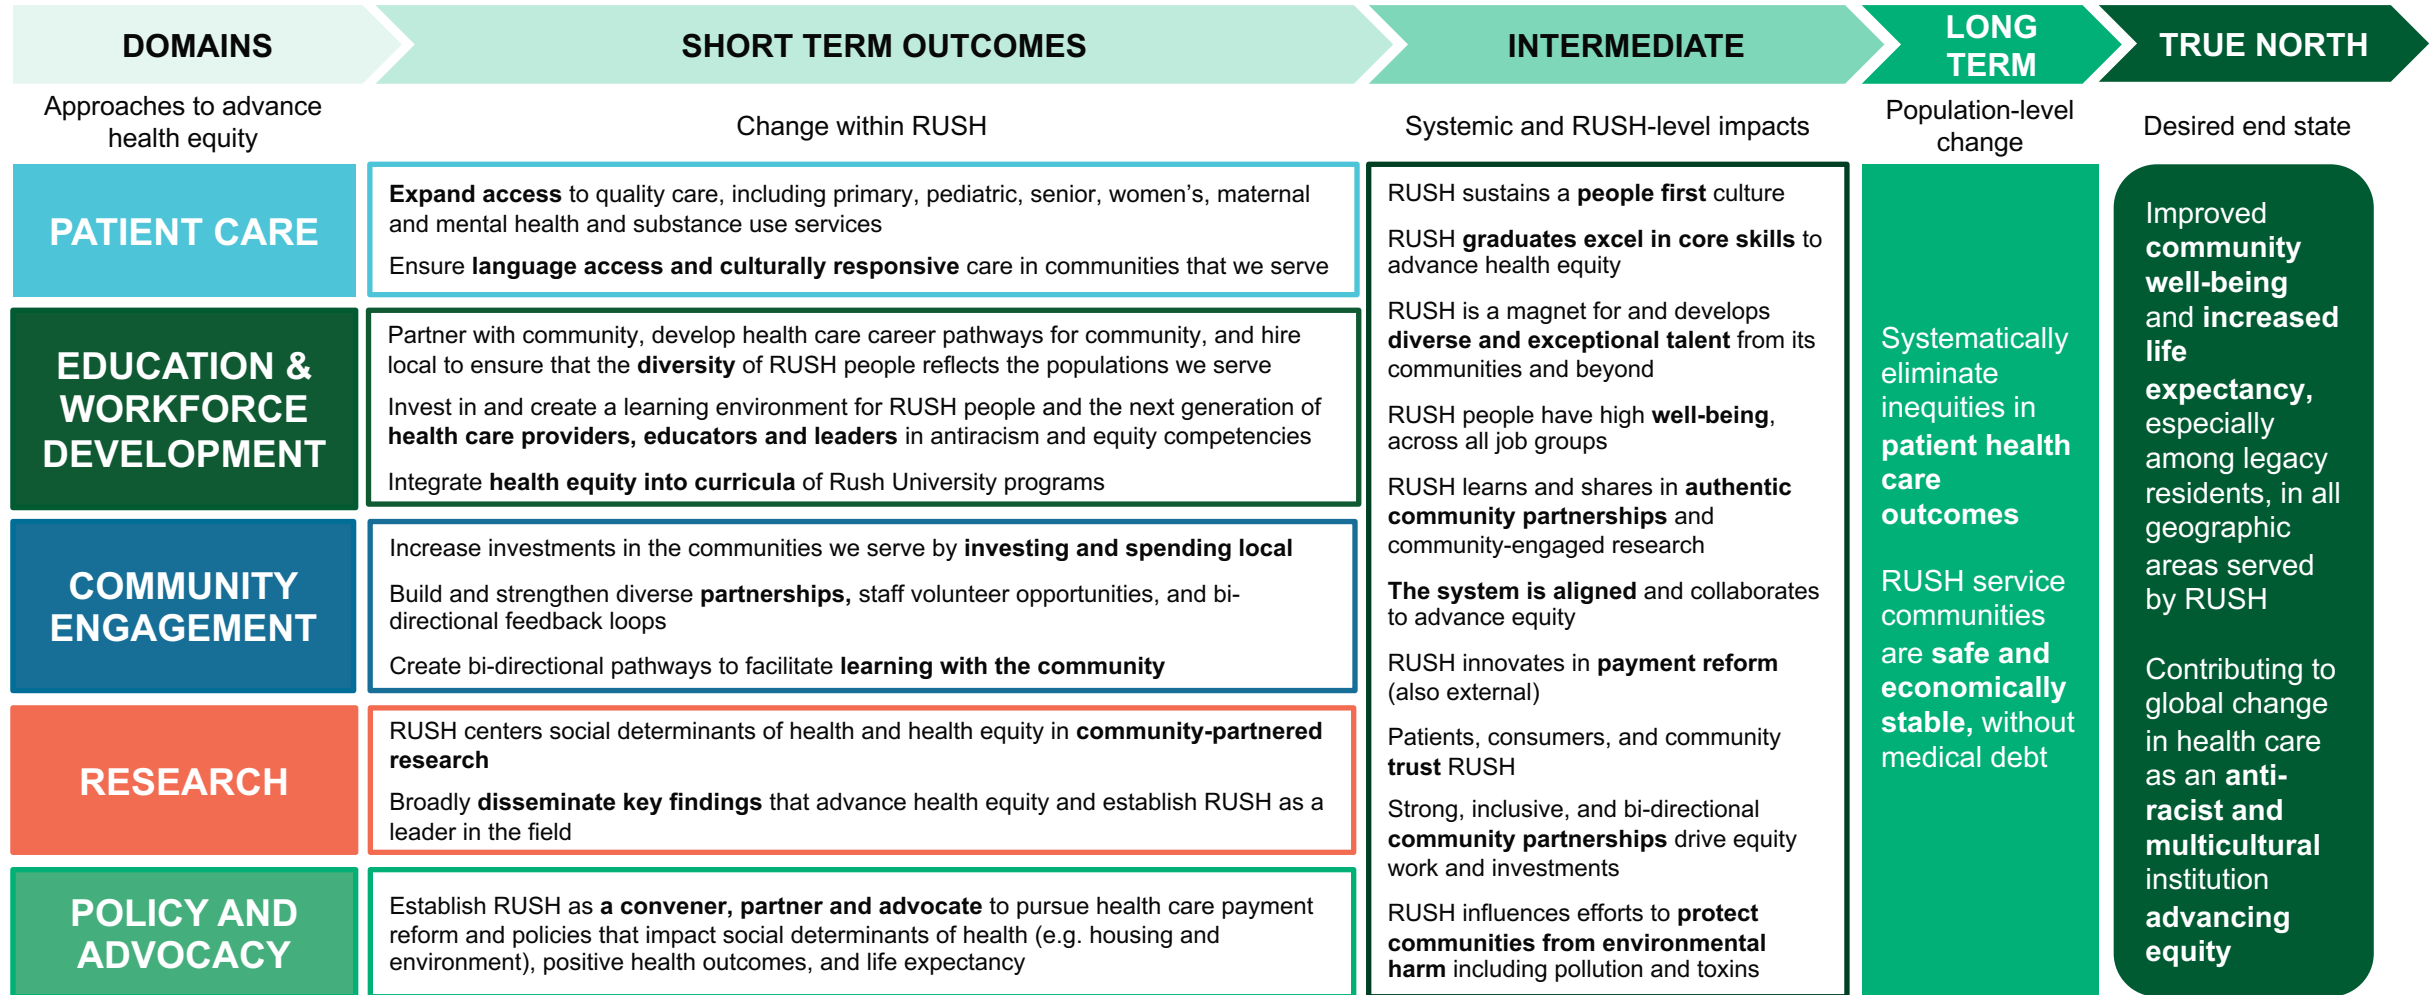 DOMAINS
SHORT TERM OUTCOMES
INTERMEDIATE
LONG
TERM
TRUE NORTH
Approaches to advance
health equity
Change within RUSH
Systemic and RUSH-level impacts
Population-level
change
Desired end state
PATIENT CARE
Expand access to quality care, including primary, pediatric, senior, women’s, maternal
and mental health and substance use services
Ensure language access and culturally responsive care in communities that we serve
EDUCATION &
WORKFORCE
DEVELOPMENT
Partner with community, develop health care career pathways for community, and hire
local to ensure that the diversity of RUSH people reflects the populations we serve
Invest in and create a learning environment for RUSH people and the next generation of
health care providers, educators and leaders in antiracism and equity competencies
Integrate health equity into curricula of Rush University programs
COMMUNITY
ENGAGEMENT
Increase investments in the communities we serve by investing and spending local
Build and strengthen diverse partnerships, staff volunteer opportunities, and bi-
directional feedback loops
Create bi-directional pathways to facilitate learning with the community
RESEARCH
RUSH centers social determinants of health and health equity in community-partnered
research
Broadly disseminate key findings that advance health equity and establish RUSH as a
leader in the field
POLICY AND
ADVOCACY
Establish RUSH as a convener, partner and advocate to pursue health care payment
reform and policies that impact social determinants of health (e.g. housing and
environment), positive health outcomes, and life expectancy
RUSH sustains a people first culture
RUSH graduates excel in core skills to
advance health equity
RUSH is a magnet for and develops
diverse and exceptional talent from its
communities and beyond
RUSH people have high well-being,
across all job groups
RUSH learns and shares in authentic
community partnerships and
community-engaged research
The system is aligned and collaborates
to advance equity
RUSH innovates in payment reform
(also external)
Patients, consumers, and community
trust RUSH
Strong, inclusive, and bi-directional
community partnerships drive equity
work and investments
RUSH influences efforts to protect
communities from environmental
harm including pollution and toxins
Systematically
eliminate
inequities in
patient health
care
outcomes
RUSH service
communities
are safe and
economically
stable, without
medical debt
Improved
community
well-being
and increased
life
expectancy,
especially
among legacy
residents, in all
geographic
areas served
by RUSH
Contributing to
global change
in health care
as an anti-
racist and
multicultural
institution
advancing
equity